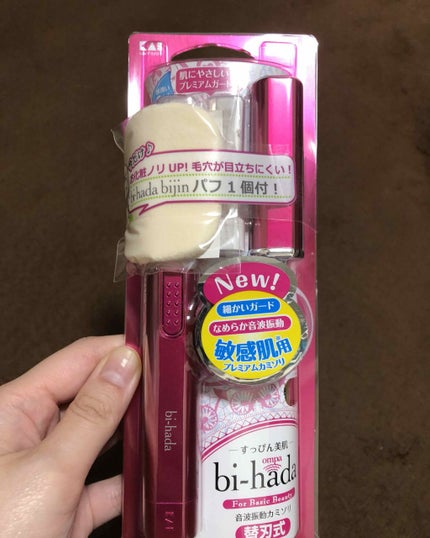 KAI
肌にやさしい
プレミアムガード
お化粧ノリUP! 毛穴が目立ちにくい!
bi-hada bijin パフ1個付!
New!
細かいガード
なめらか音波振動
敏感肌用
プレミアムカミソリ
bi-hada
すっぴん美肌
ompa
bi-hada
For Basic Beauty
音波振動カミソリ
替刃式